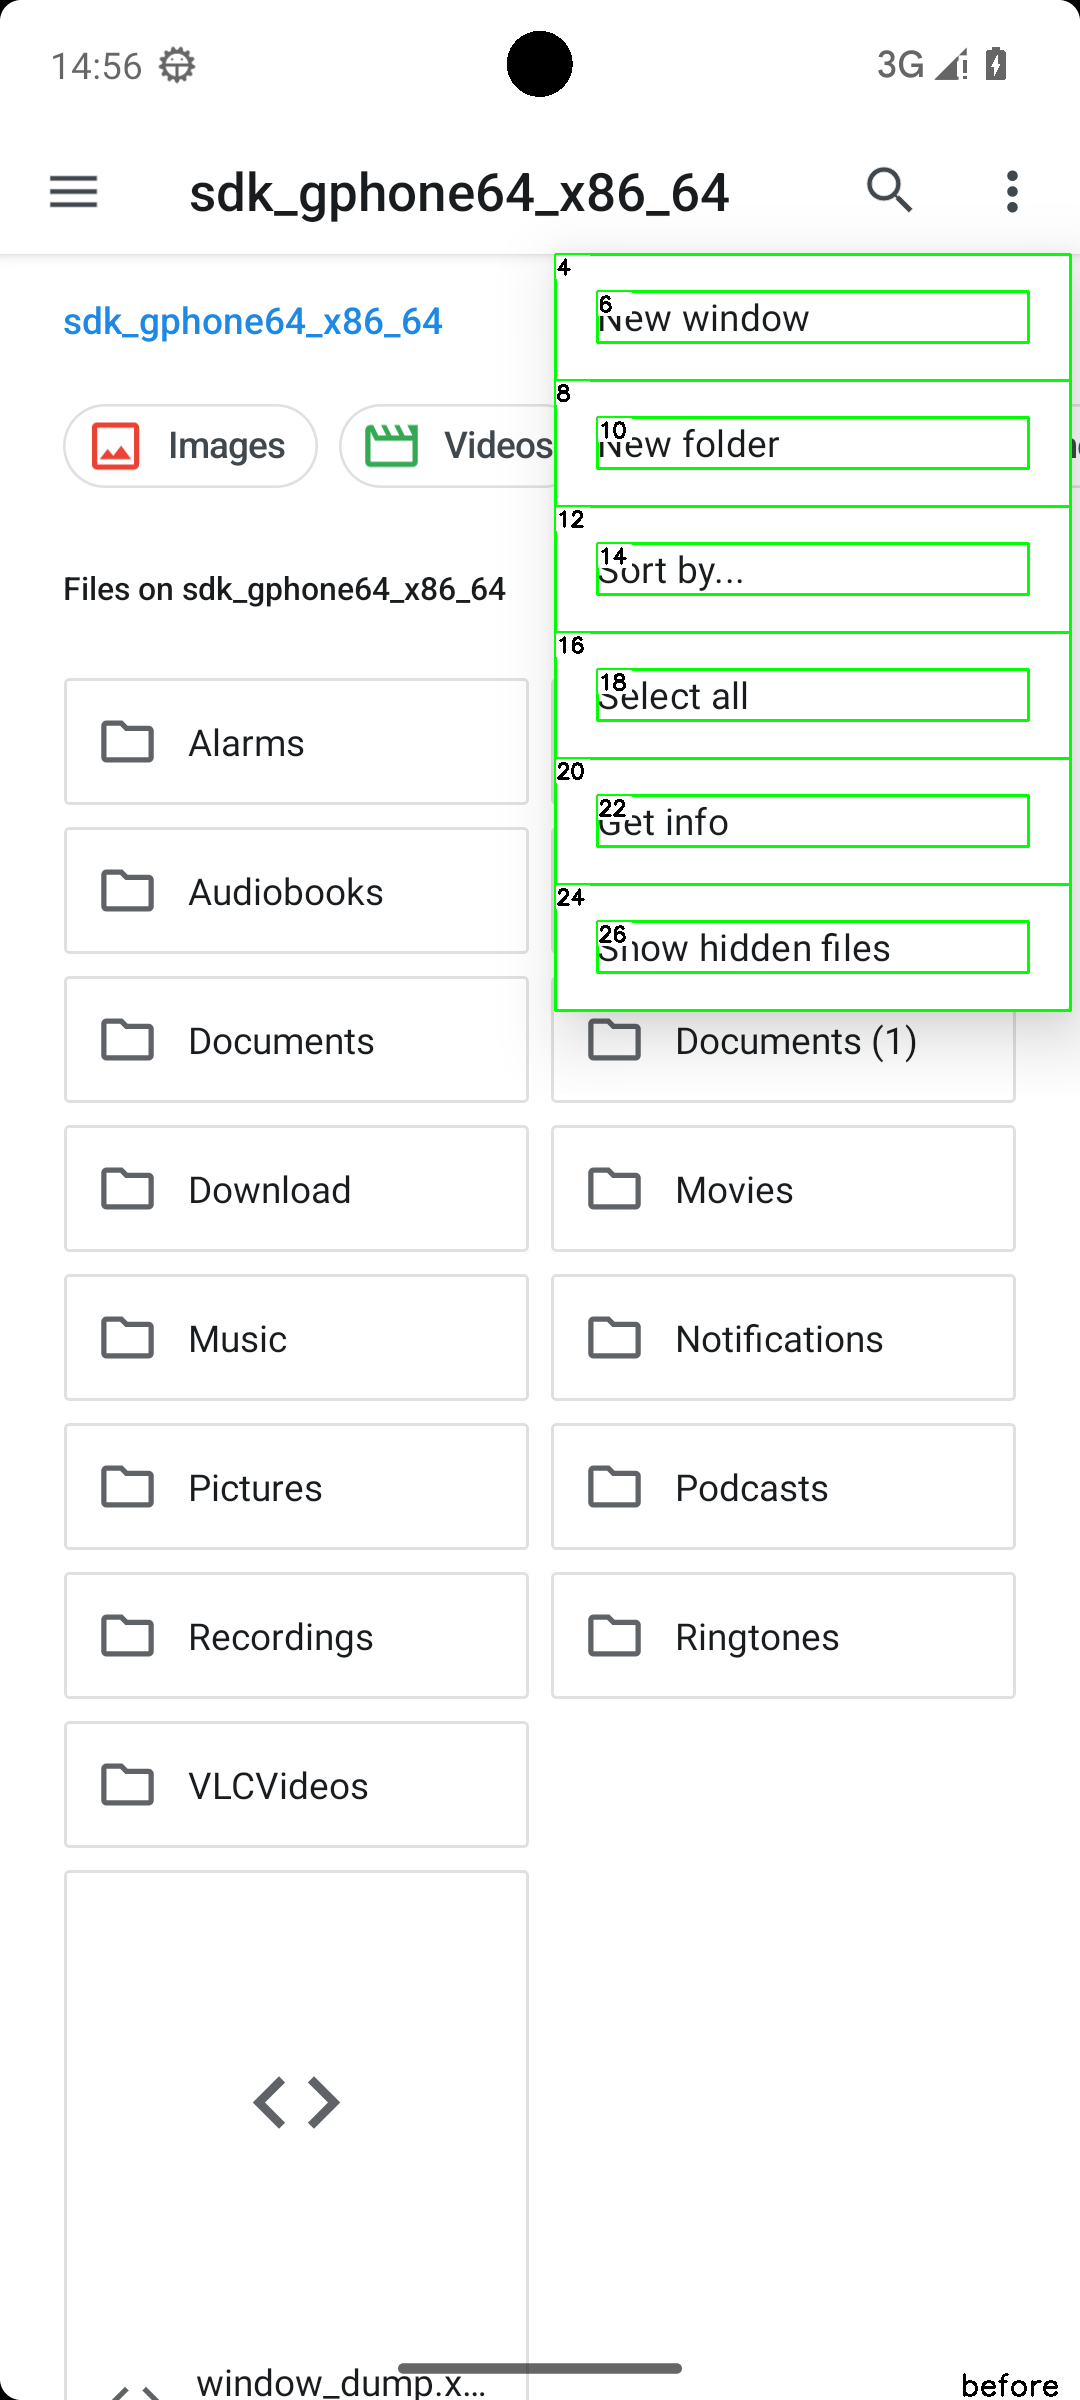 14:56
3G
sdk_gphone64_x86_64
sdk_gphone64_x86_64
4
6
New window
Images
Videos
8
10
New folder
12
14
Sort by...
Files on sdk_gphone64_x86_64
16
18
Select all
Alarms
20
22
Get info
Audiobooks
24
26
Show hidden files
Documents
Documents (1)
Download
Movies
Music
Notifications
Pictures
Podcasts
Recordings
Ringtones
VLCVideos
window_dump.x...
before